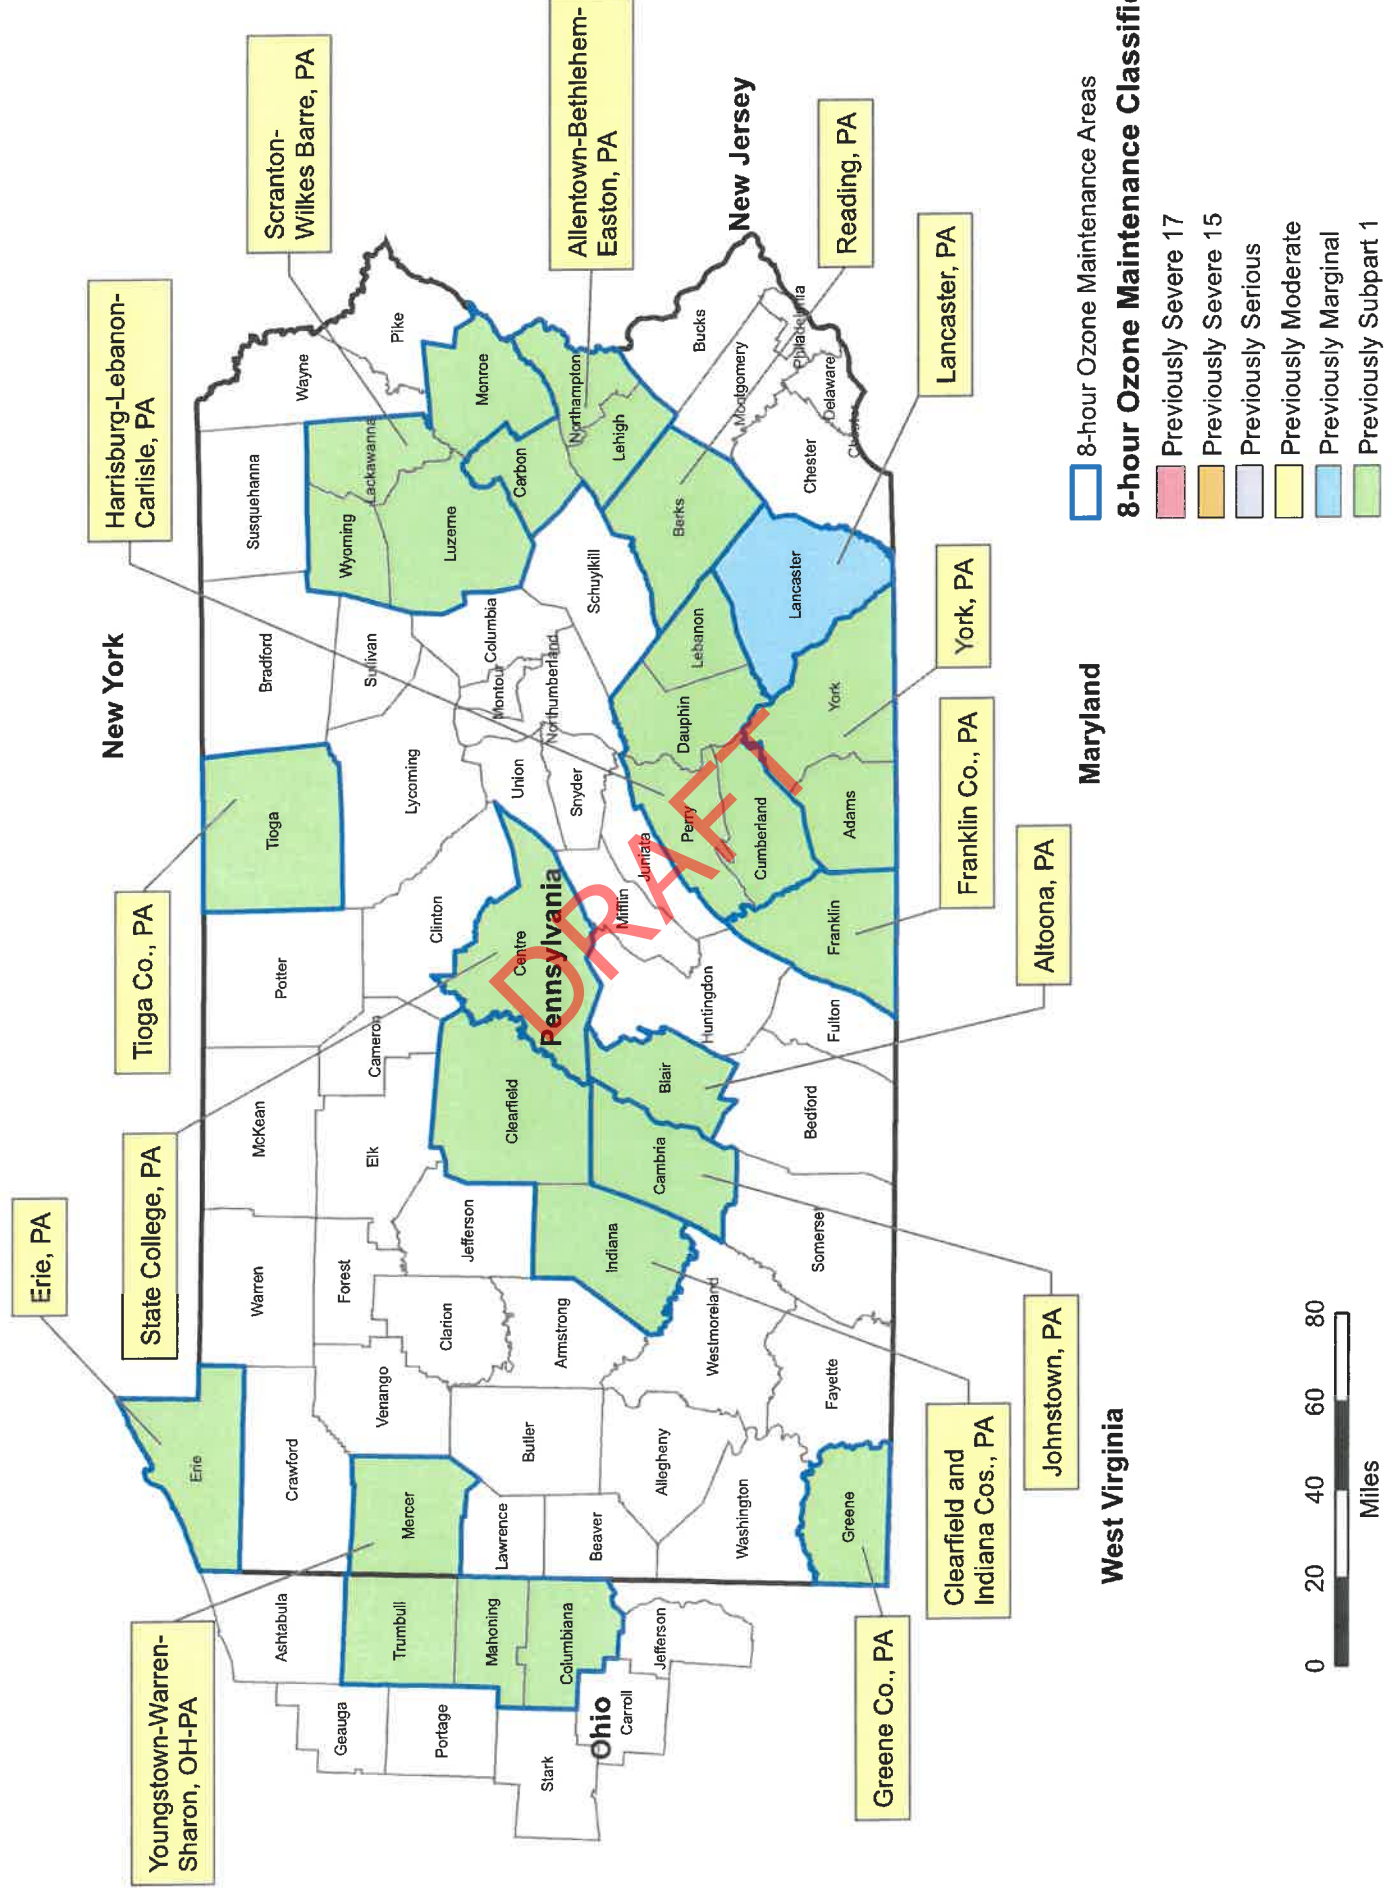 New York
New Jersey
Maryland
West Virginia
Ohio
Pennsylvania
DRAFT
Erie, PA
State College, PA
Tioga Co., PA
Harrisburg-Lebanon-
Carlisle, PA
Scranton-
Wilkes Barre, PA
Allentown-Bethlehem-
Easton, PA
Reading, PA
Lancaster, PA
York, PA
Franklin Co., PA
Altoona, PA
Johnstown, PA
Clearfield and
Indiana Cos., PA
Greene Co., PA
Youngstown-Warren-
Sharon, OH-PA
Erie
Crawford
Warren
McKean
Potter
Tioga
Bradford
Susquehanna
Wayne
Pike
Wyoming
Lackawanna
Luzerne
Monroe
Carbon
Northampton
Lehigh
Bucks
Montgomery
Philadelphia
Delaware
Chester
Chester
Berks
Lancaster
Lebanon
Schuylkill
Columbia
Montour
Northumberland
Sullivan
Lycoming
Union
Snyder
Juniata
Mifflin
Perry
Dauphin
Cumberland
York
Adams
Franklin
Fulton
Huntingdon
Centre
Clinton
Cameron
Elk
Forest
Jefferson
Clearfield
Blair
Cambria
Bedford
Somerse
Indiana
Westmoreland
Fayette
Armstrong
Clarion
Venango
Mercer
Butler
Lawrence
Beaver
Allegheny
Washington
Greene
Ashtabula
Trumbull
Mahoning
Columbiana
Jefferson
Geauga
Portage
Stark
Carroll
8-hour Ozone Maintenance Areas
8-hour Ozone Maintenance Classific
Previously Severe 17
Previously Severe 15
Previously Serious
Previously Moderate
Previously Marginal
Previously Subpart 1
0 20 40 60 80
Miles